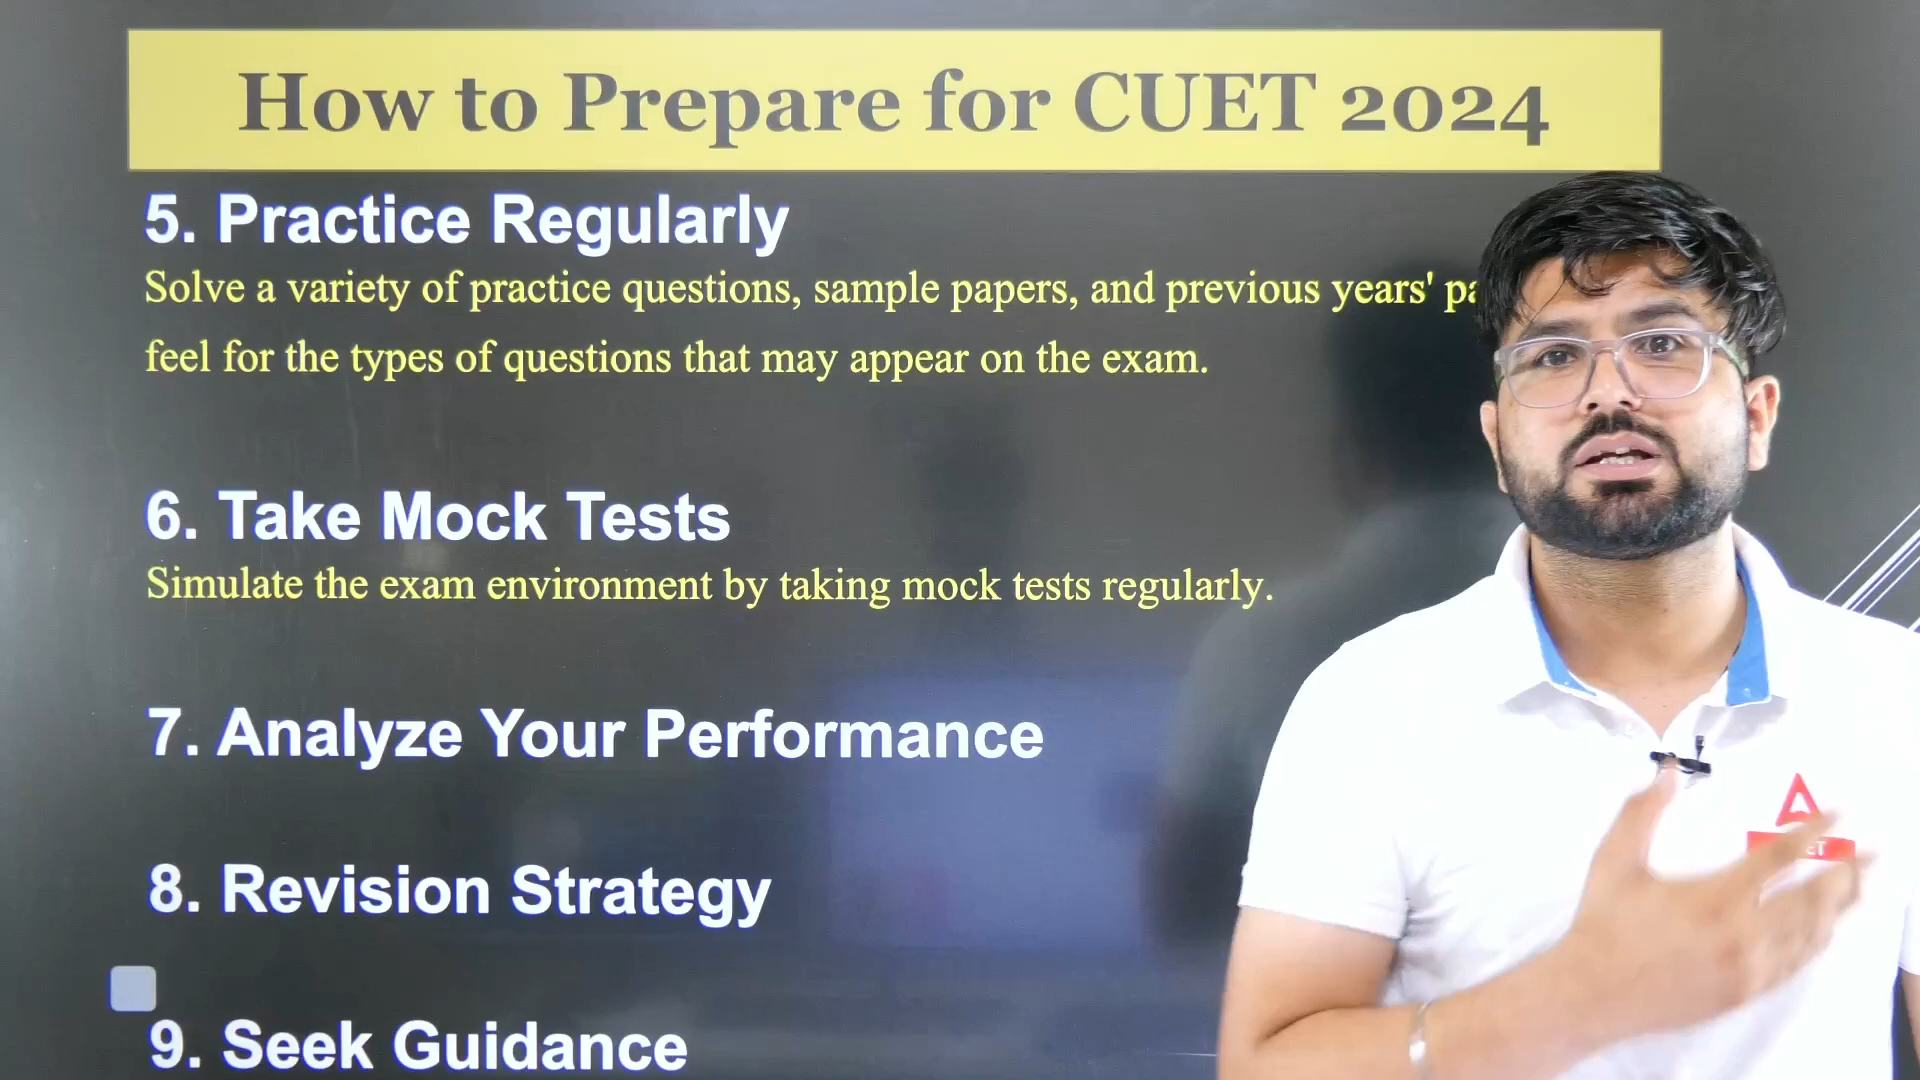 How to Prepare for CUET 2024
5. Practice Regularly
Solve a variety of practice questions, sample papers, and previous years'
feel for the types of questions that may appear on the exam.
6. Take Mock Tests
Simulate the exam environment by taking mock tests regularly.
7. Analyze Your Performance
8. Revision Strategy
9. Seek Guidance